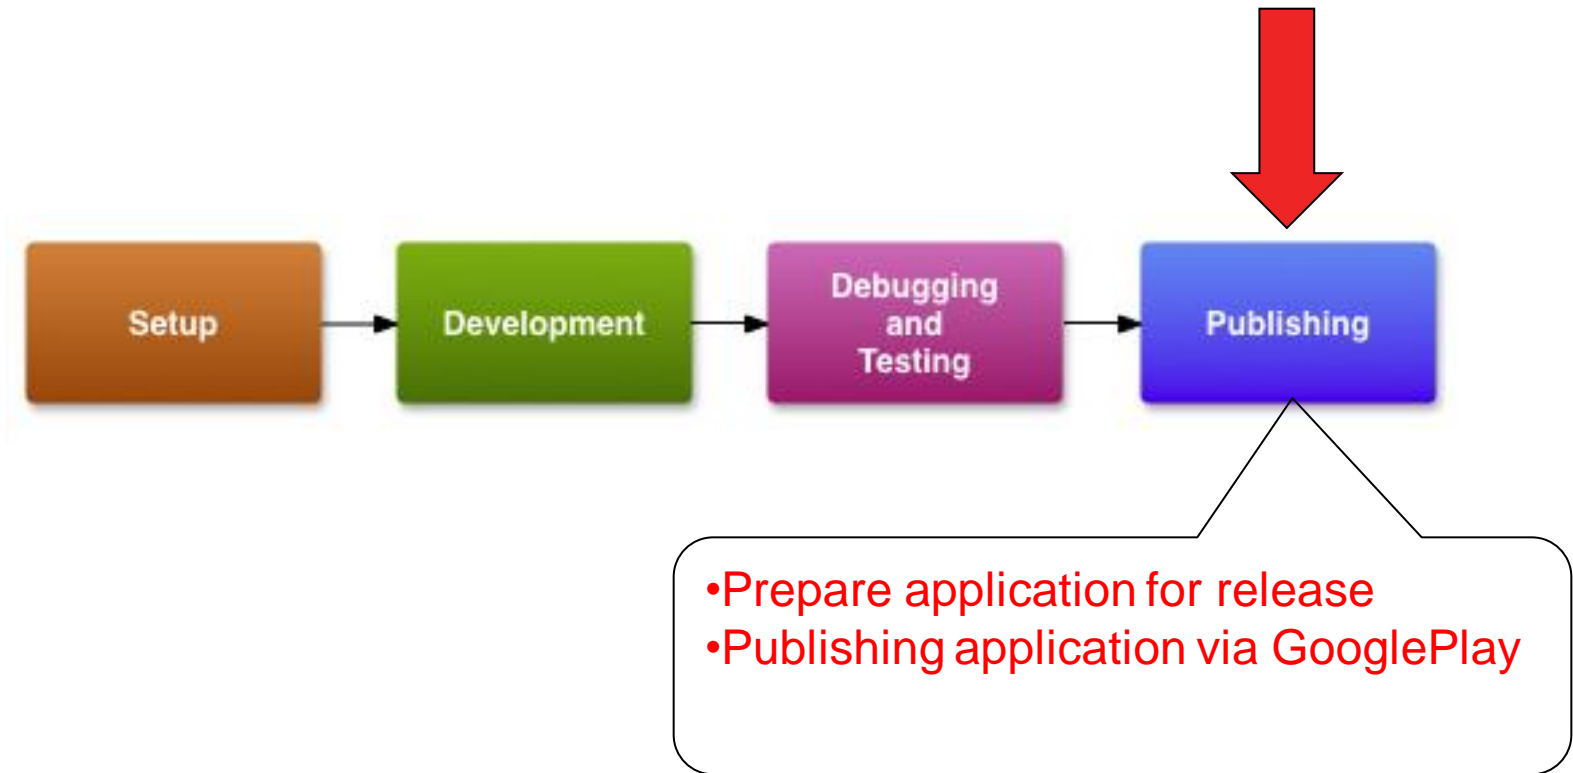 Setup
Development
Debugging
and
Testing
Publishing
•Prepare application for release
•Publishing application via GooglePlay